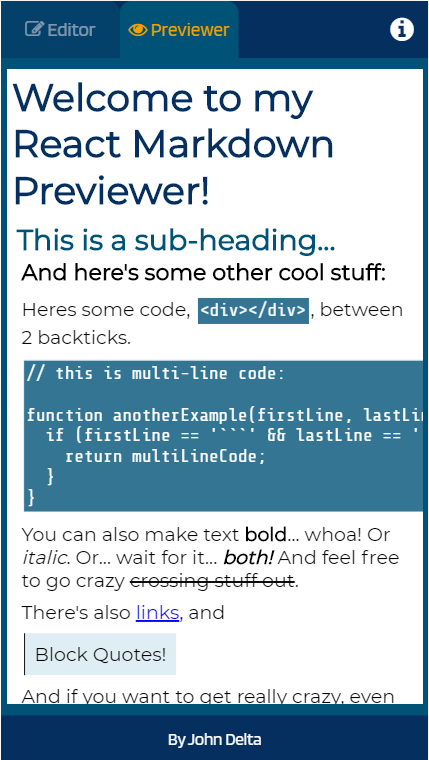 Editor
Previewer
Welcome to my
React Markdown
Previewer!
This is a sub-heading...
And here's some other cool stuff:
Heres some code, <div></div>, between
2 backticks.
// this is multi-line code:
function anotherExample(firstLine, lastLin
if (firstLine == '```' && lastLine == '
return multiLineCode;
}
}
You can also make text bold... whoa! Or
italic. Or... wait for it... both! And feel free
to go crazy crossing stuff out.
There's also links, and
Block Quotes!
And if you want to get really crazy, even
By John Delta